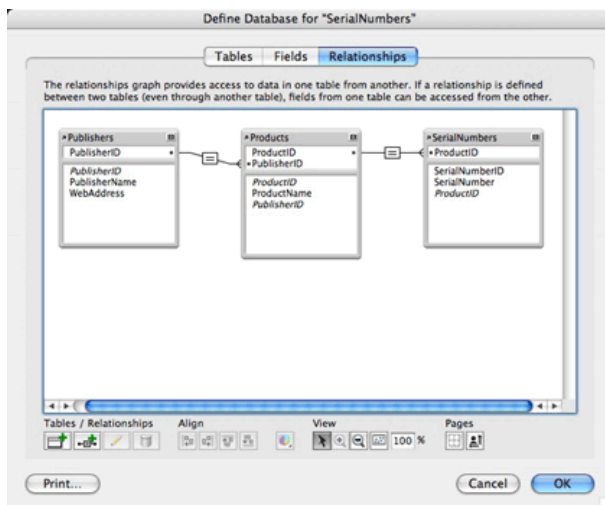 Define Database for "SerialNumbers"
Tables Fields Relationships
The relationships graph provides access to data in one table from another. If a relationship is defined
between two tables (even through another table), fields from one table can be accessed from the other.
Publishers
PublisherID
PublisherID
PublisherName
WebAddress
Products
ProductID
PublisherID
ProductID
ProductName
PublisherID
SerialNumbers
ProductID
SerialNumberID
SerialNumber
ProductID
Tables / Relationships Align View Pages
100 %
Print... Cancel OK